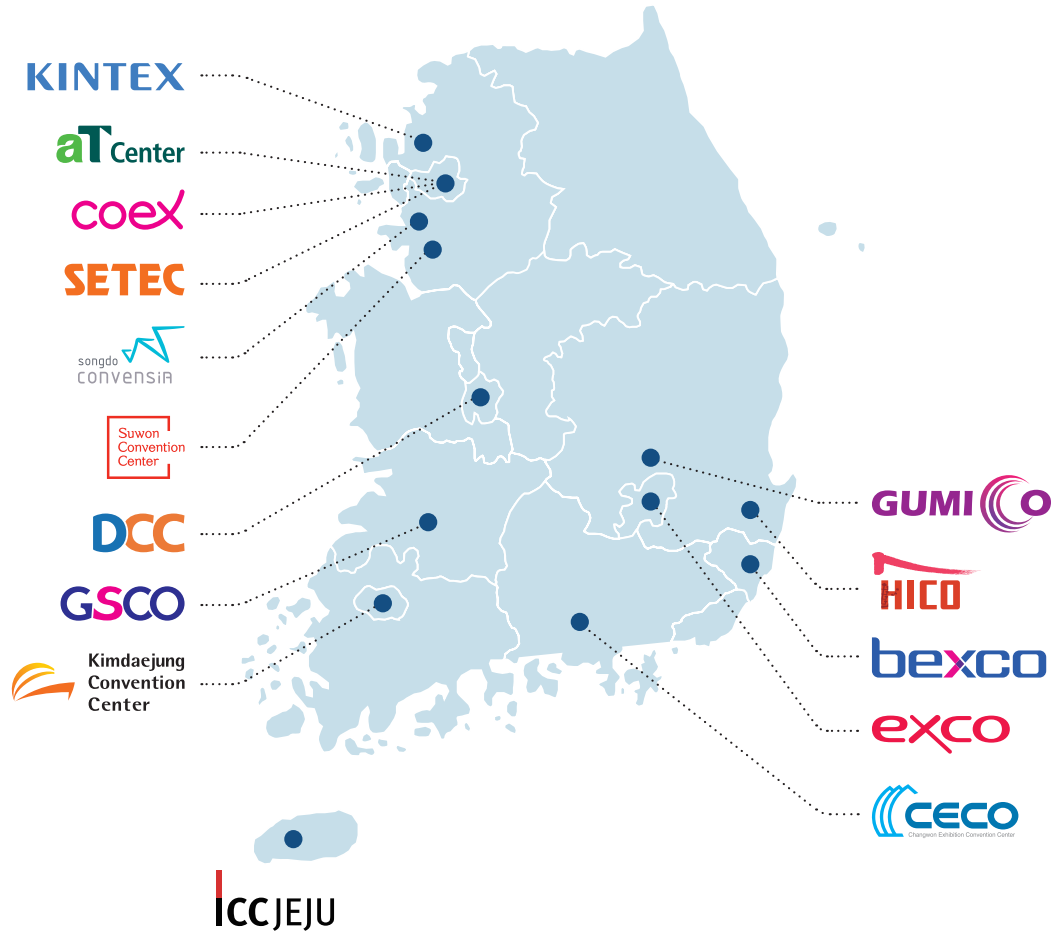 KINTEX
aT Center
coex
SETEC
songdo
convensia
Suwon
Convention
Center
DCC
GSCO
Kimdaejung
Convention
Center
GUMICO
HICO
bexco
exco
CECO
Changwon Exhibition Convention Center
ICC JEJU